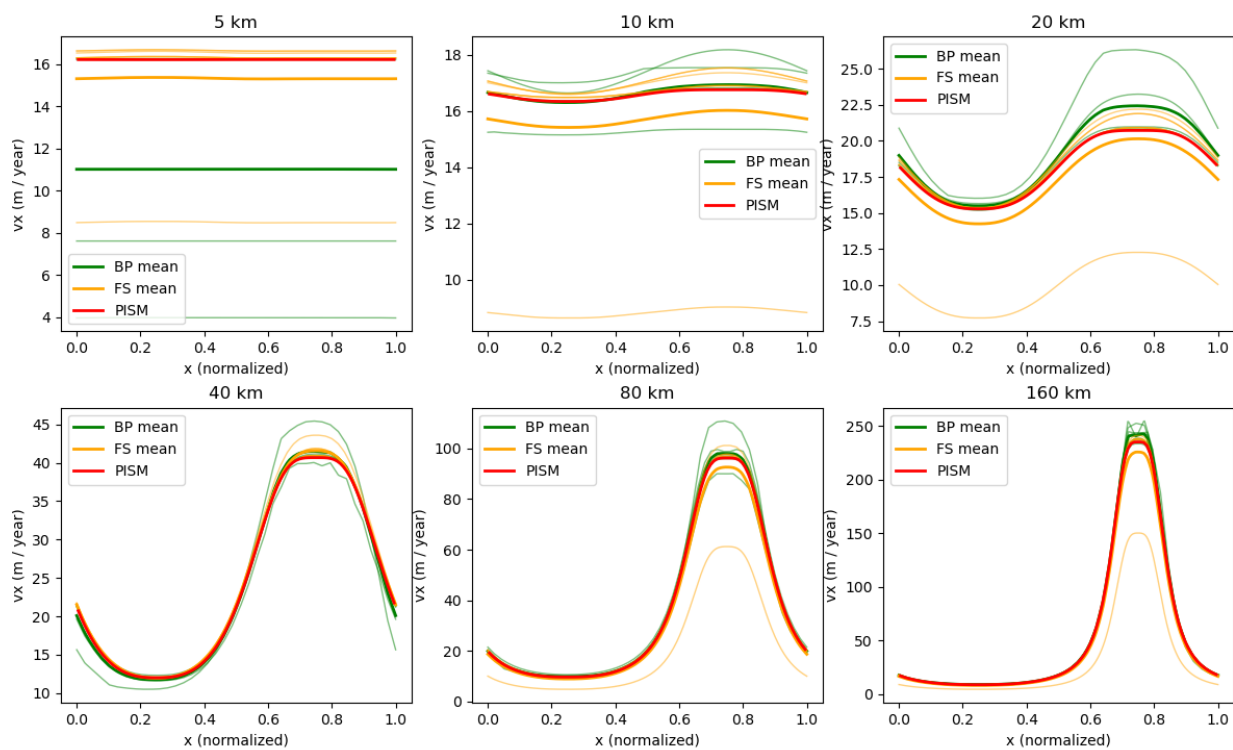 5 km
vx (m / year)
16
14
12
10
8
6
4
BP mean
FS mean
PISM
0.0 0.2 0.4 0.6 0.8 1.0
x (normalized)
10 km
vx (m / year)
18
16
14
12
10
BP mean
FS mean
PISM
0.0 0.2 0.4 0.6 0.8 1.0
x (normalized)
20 km
vx (m / year)
25.0
22.5
20.0
17.5
15.0
12.5
10.0
7.5
BP mean
FS mean
PISM
0.0 0.2 0.4 0.6 0.8 1.0
x (normalized)
40 km
vx (m / year)
45
40
35
30
25
20
15
10
BP mean
FS mean
PISM
0.0 0.2 0.4 0.6 0.8 1.0
x (normalized)
80 km
vx (m / year)
100
80
60
40
20
0
BP mean
FS mean
PISM
0.0 0.2 0.4 0.6 0.8 1.0
x (normalized)
160 km
vx (m / year)
250
200
150
100
50
0
BP mean
FS mean
PISM
0.0 0.2 0.4 0.6 0.8 1.0
x (normalized)